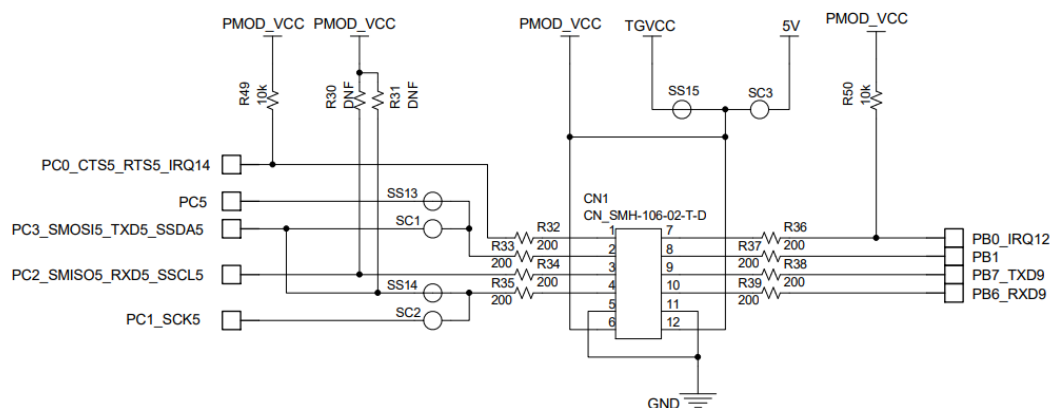 PMOD_VCC PMOD_VCC PMOD_VCC TGVCC 5V PMOD_VCC
R49 10k R30 DNF R31 DNF SS15 SC3 R50 10k
PC0_CTS5_RTS5_IRQ14
PC5 SS13 CN1
CN_SMH-106-02-T-D
PC3_SMOSI5_TXD5_SSDA5 SC1 R32 200 1 7 R36 200 PB0_IRQ12
R33 200 2 8 R37 200 PB1
PC2_SMISO5_RXD5_SSCL5 R34 200 3 9 R38 200 PB7_TXD9
SS14 R35 200 4 10 R39 200 PB6_RXD9
5 11
PC1_SCK5 SC2 6 12
GND